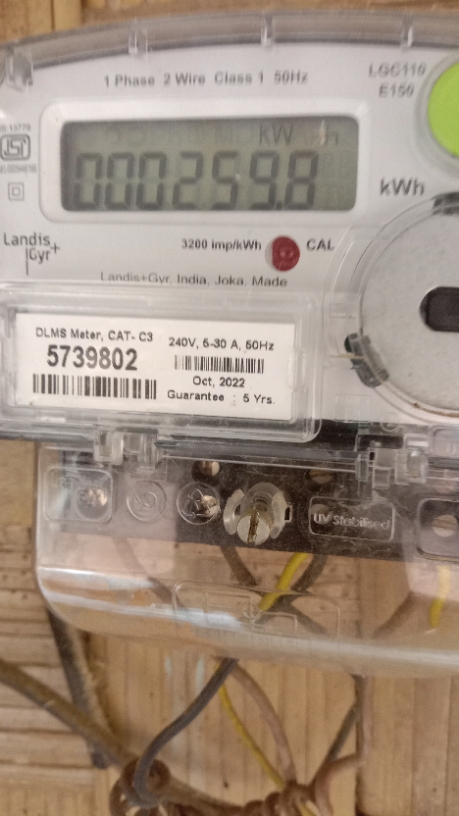 1 Phase 2 Wire Class 1 50Hz
LGC110
E150
kW h
000259.8
kWh
Landis+
Gyr
3200 imp/kWh
CAL
Landis+Gyr, India, Joka, Made
DLMS Meter, CAT- C3
5739802
240V, 5-30 A, 50Hz
Oct, 2022
Guarantee : 5 Yrs.
UV Stabilised